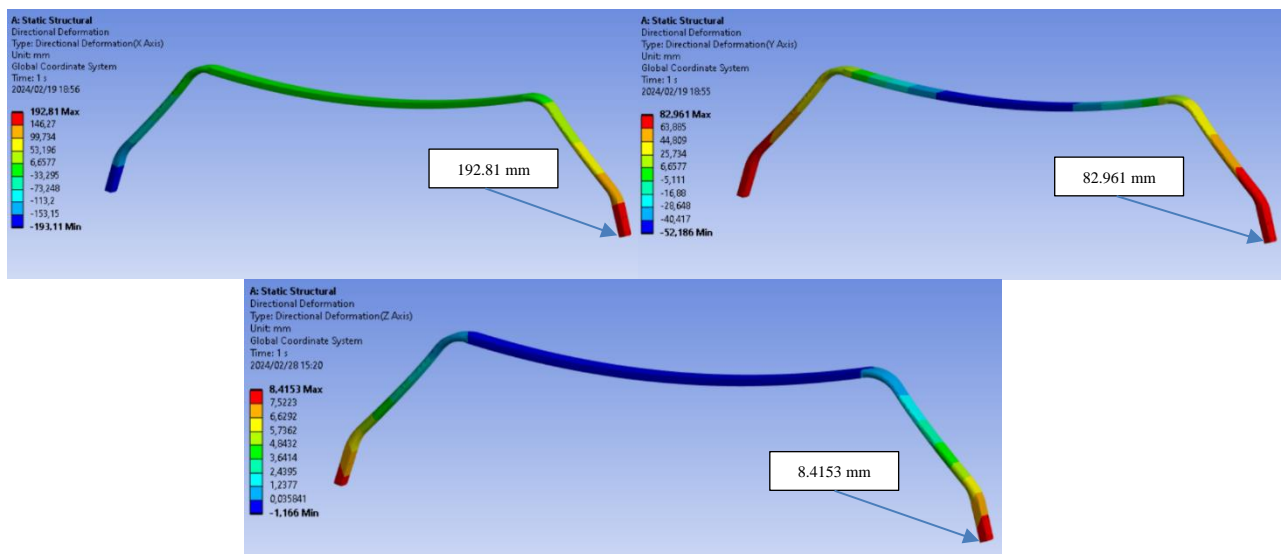 A: Static Structural
Directional Deformation
Type: Directional Deformation(X Axis)
Unit: mm
Global Coordinate System
Time: 1 s
2024/02/19 18:56
192,81 Max
146,27
99,734
53,196
6,6577
-33,295
-73,248
-113,2
-153,15
-193,11 Min
192.81 mm
A: Static Structural
Directional Deformation
Type: Directional Deformation(Y Axis)
Unit: mm
Global Coordinate System
Time: 1 s
2024/02/19 18:55
82,961 Max
63,885
44,809
25,734
6,6577
-5,111
-16,88
-28,648
-40,417
-52,186 Min
82.961 mm
A: Static Structural
Directional Deformation
Type: Directional Deformation(Z Axis)
Unit: mm
Global Coordinate System
Time: 1 s
2024/02/28 15:20
8,4153 Max
7,5223
6,6292
5,7362
4,8432
3,6414
2,4395
1,2377
0,035841
-1,166 Min
8.4153 mm